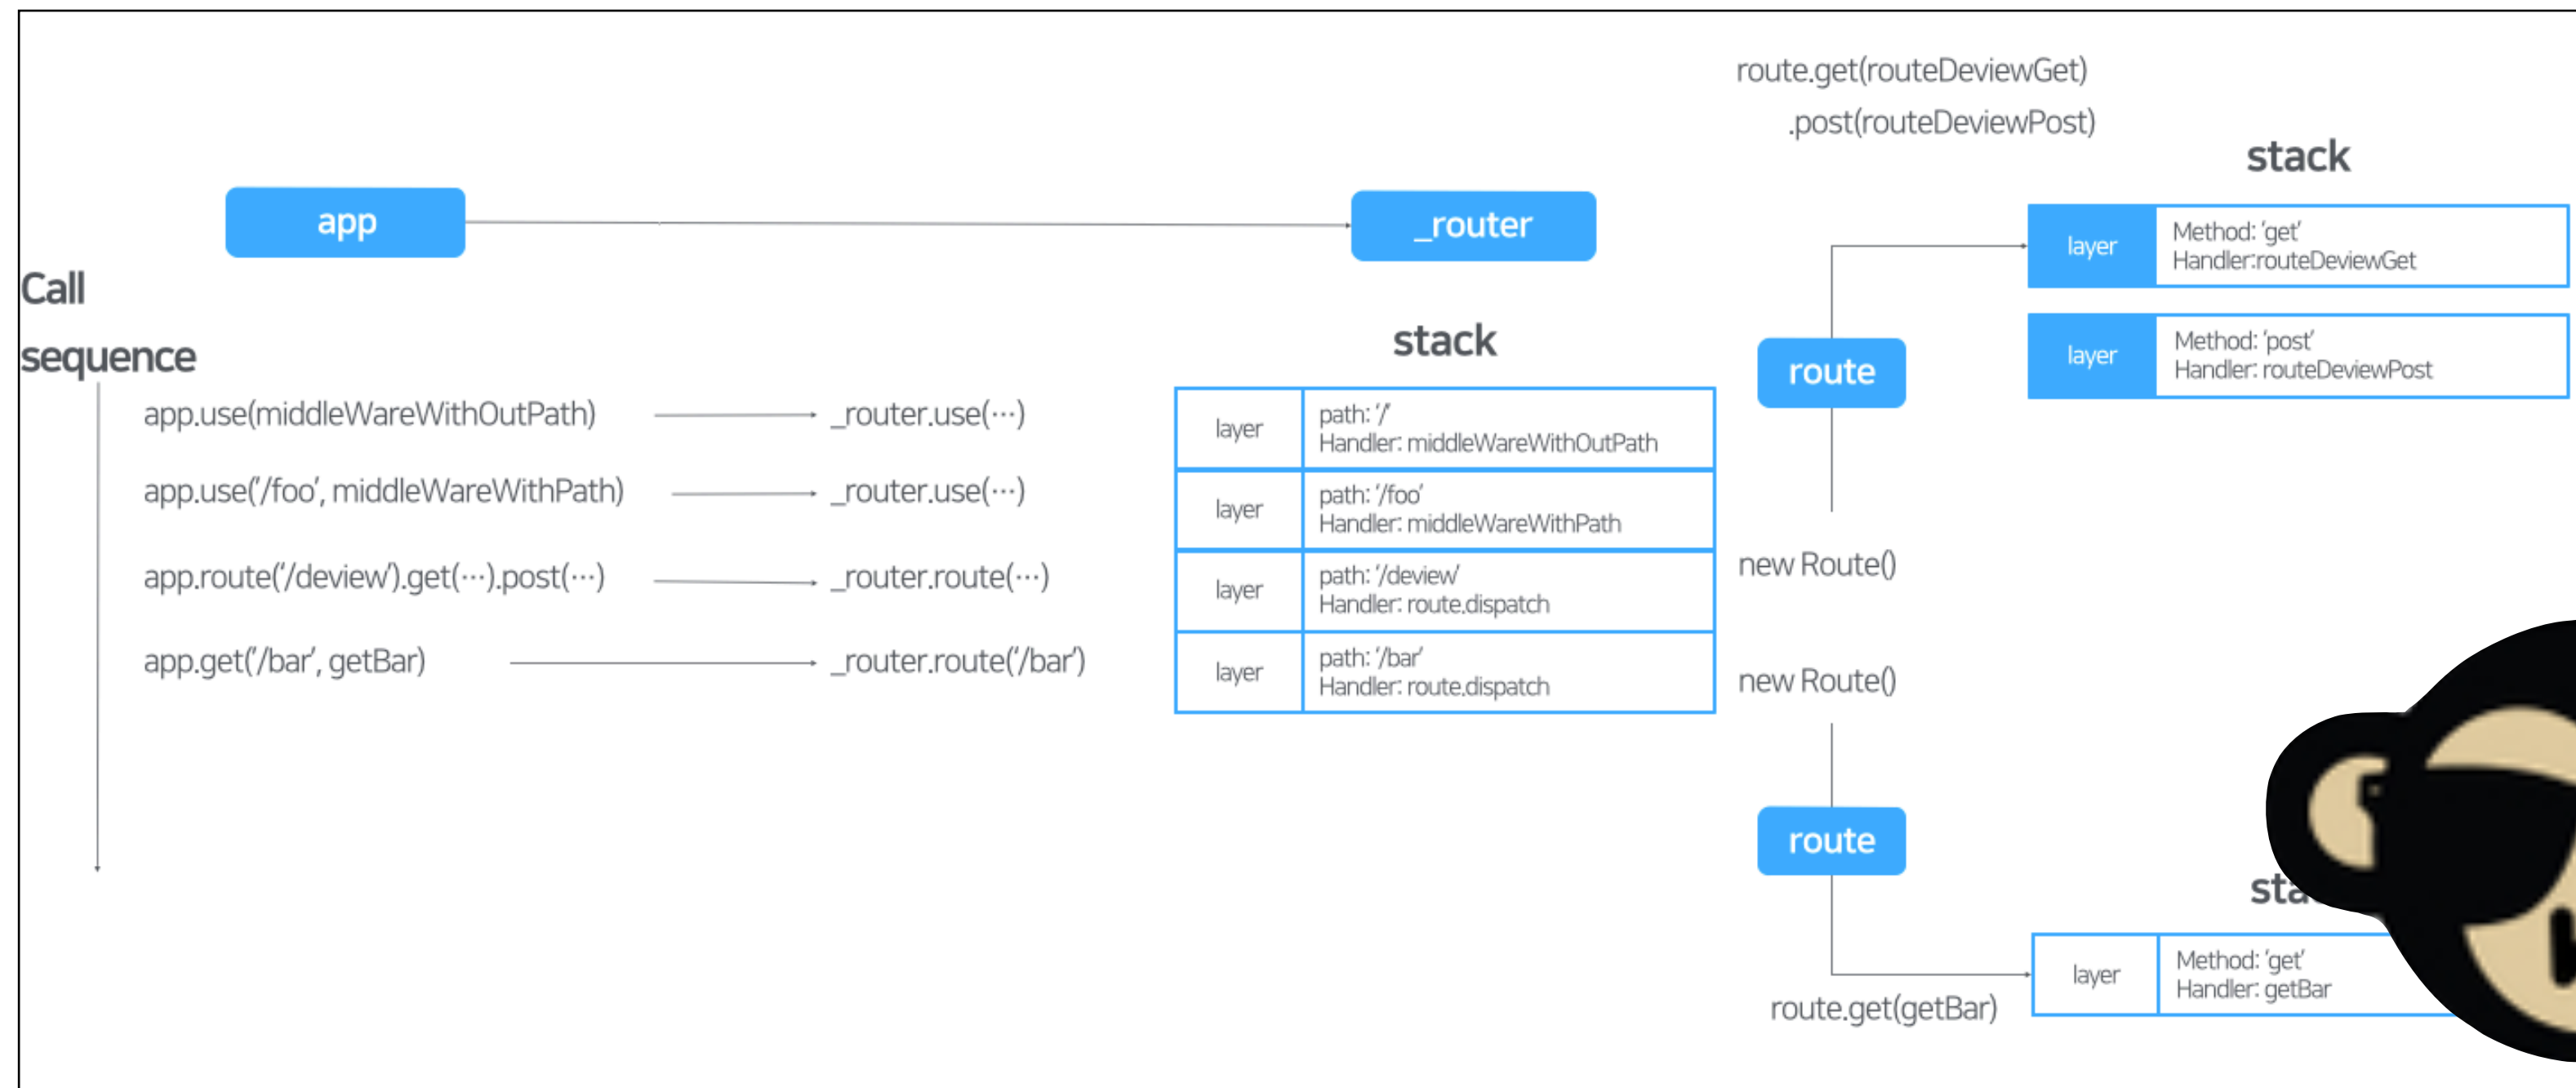 route.get(routeDeviewGet)
.post(routeDeviewPost)
stack
app
_router
layer
Method: 'get'
Handler:routeDeviewGet
Call
sequence
stack
layer
Method: 'post'
Handler: routeDeviewPost
route
app.use(middleWareWithOutPath)
_router.use(···)
layer
path: '/'
Handler: middleWareWithOutPath
app.use('/foo', middleWareWithPath)
_router.use(···)
layer
path: '/foo'
Handler: middleWareWithPath
app.route('/deview').get(···).post(···)
_router.route(···)
layer
path: '/deview'
Handler: route.dispatch
new Route()
app.get('/bar', getBar)
_router.route('/bar')
layer
path: '/bar'
Handler: route.dispatch
new Route()
route
layer
Method: 'get'
Handler: getBar
route.get(getBar)